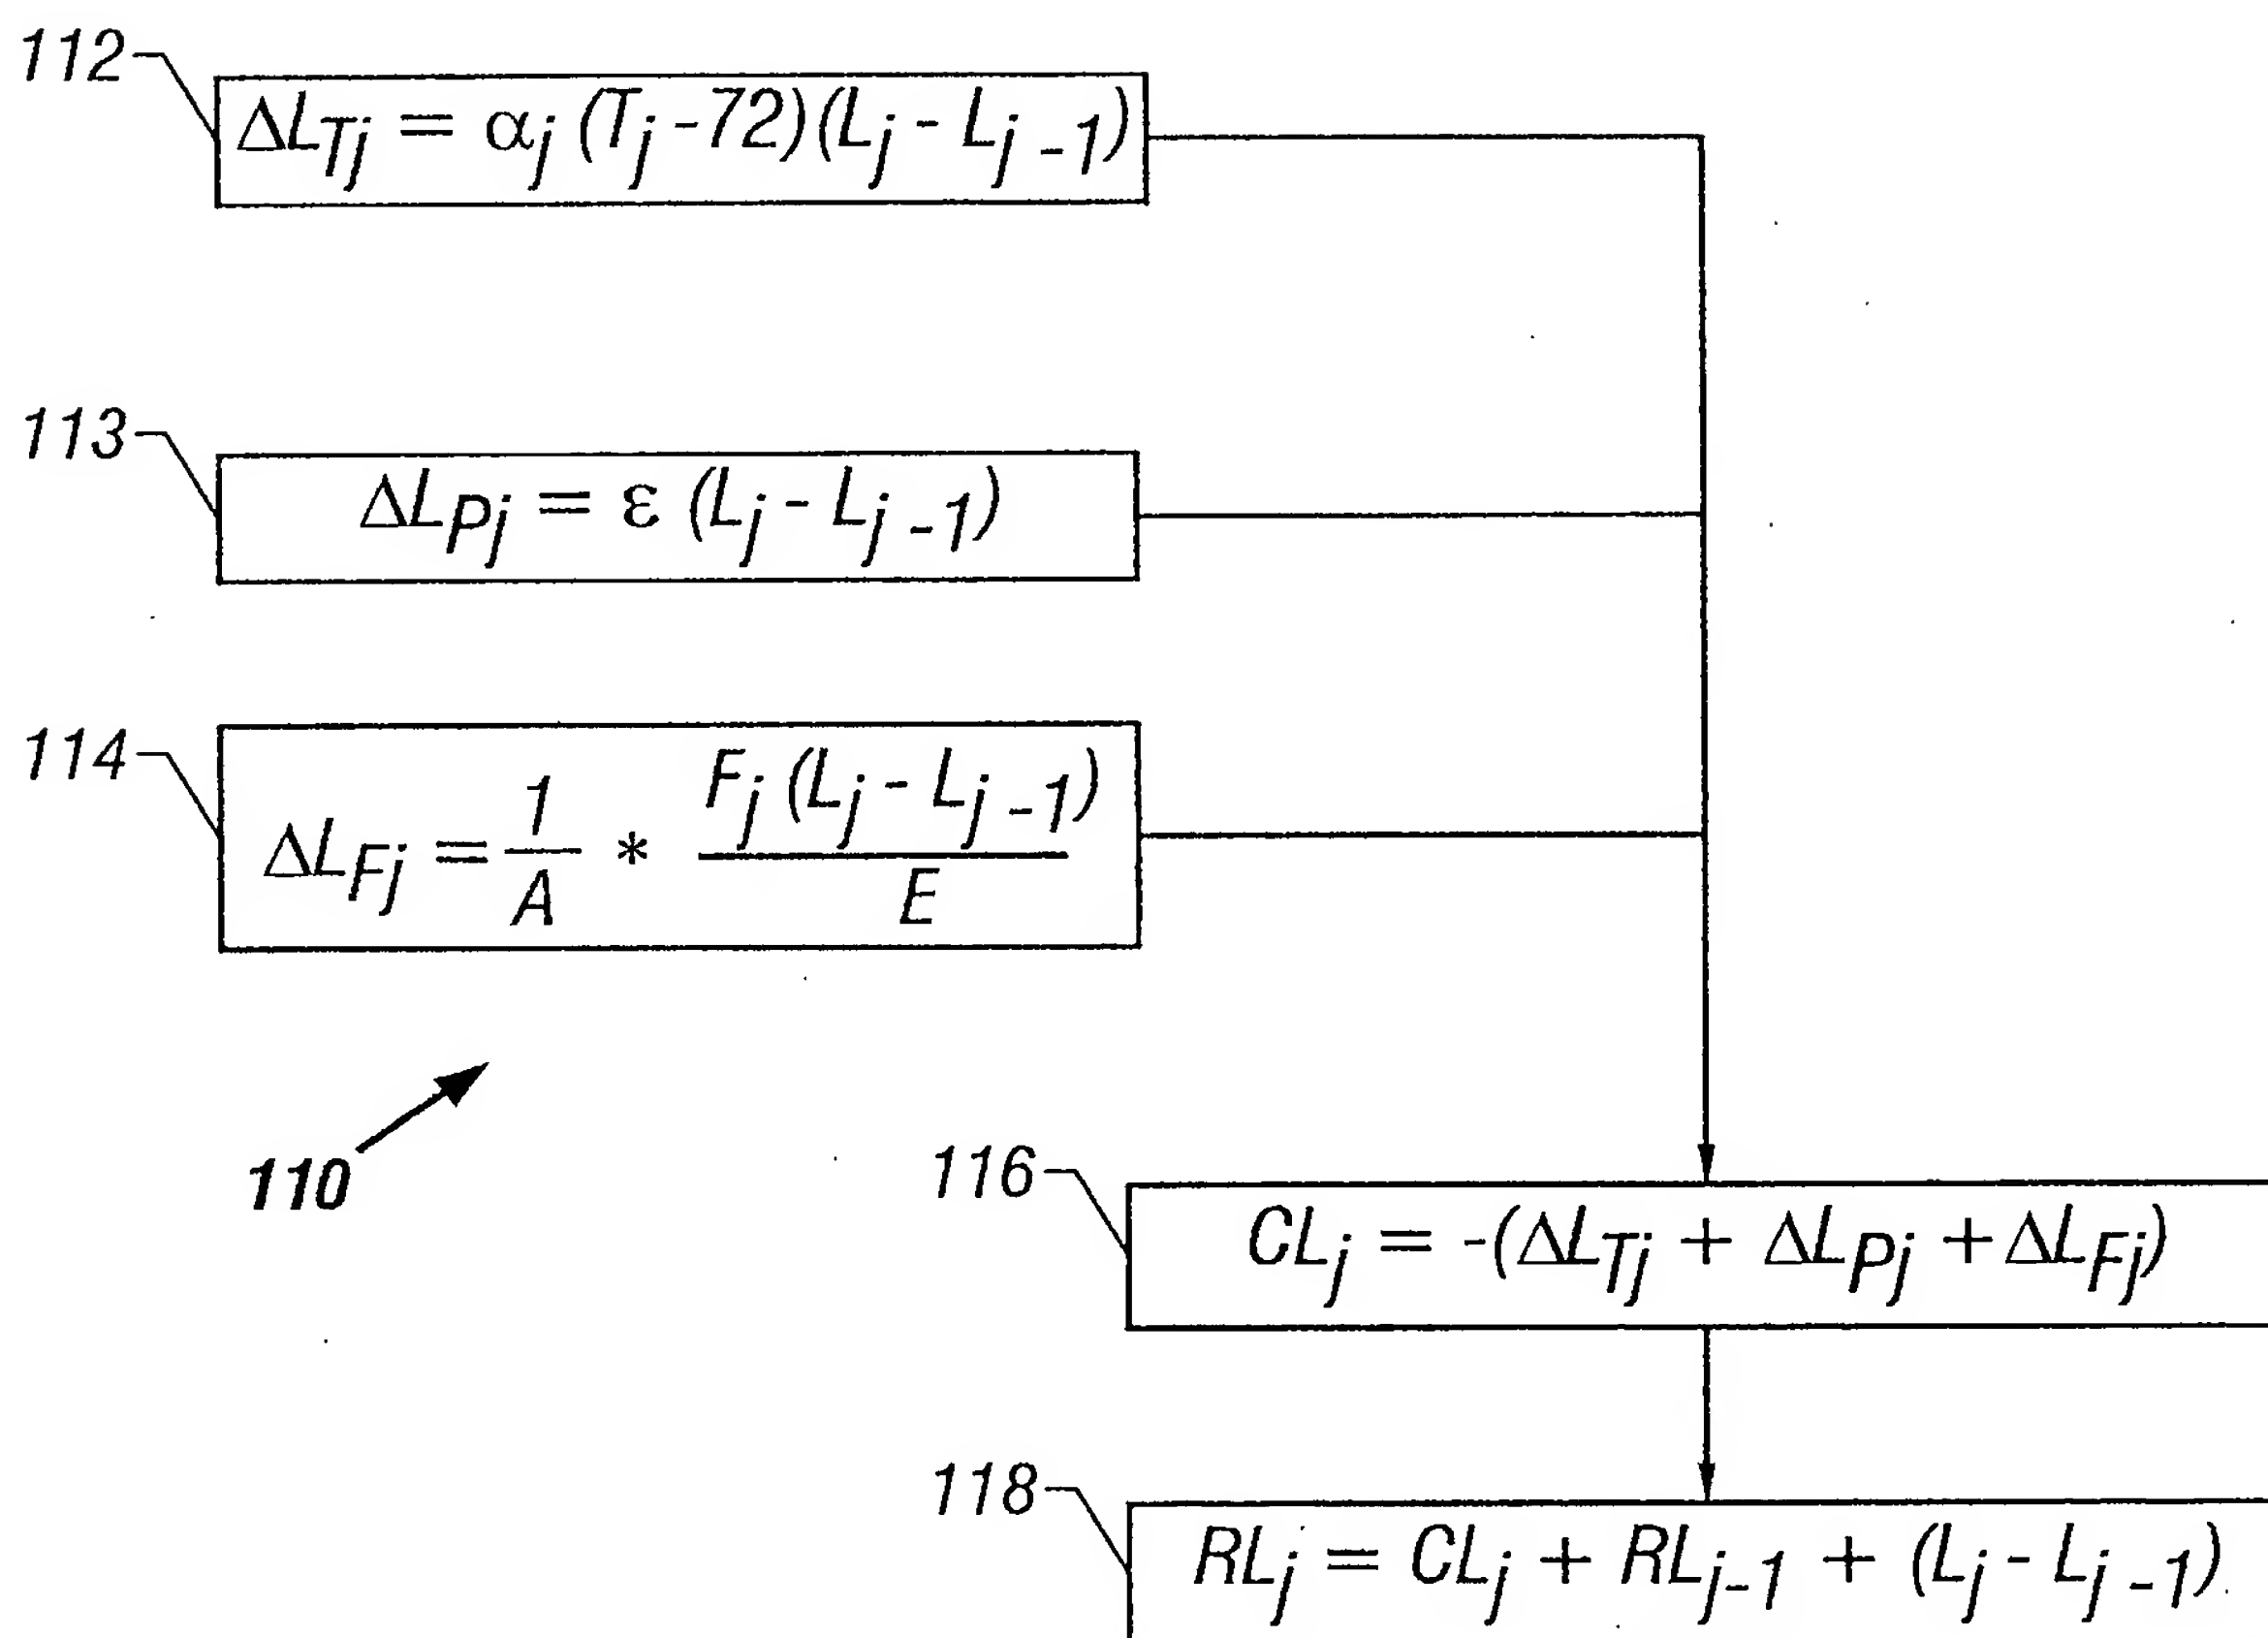 112
ΔL_Tj = α_j (T_j -72)(L_j - L_j -1)
113
ΔL_Pj = ε (L_j - L_j -1)
114
ΔL_Fj = 1/A * F_j (L_j - L_j -1)/E
110
116
CL_j = -(ΔL_Tj + ΔL_Pj +ΔL_Fj)
118
RL_j = CL_j + RL_j-1 + (L_j - L_j -1)